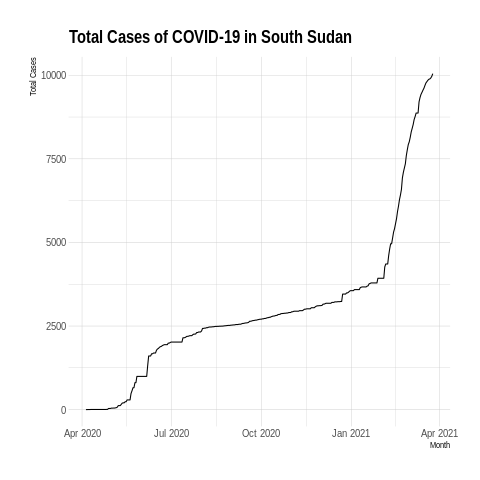 Total Cases of COVID-19 in South Sudan
Total Cases
10000
7500
5000
2500
0
Apr 2020 Jul 2020 Oct 2020 Jan 2021 Apr 2021
Month